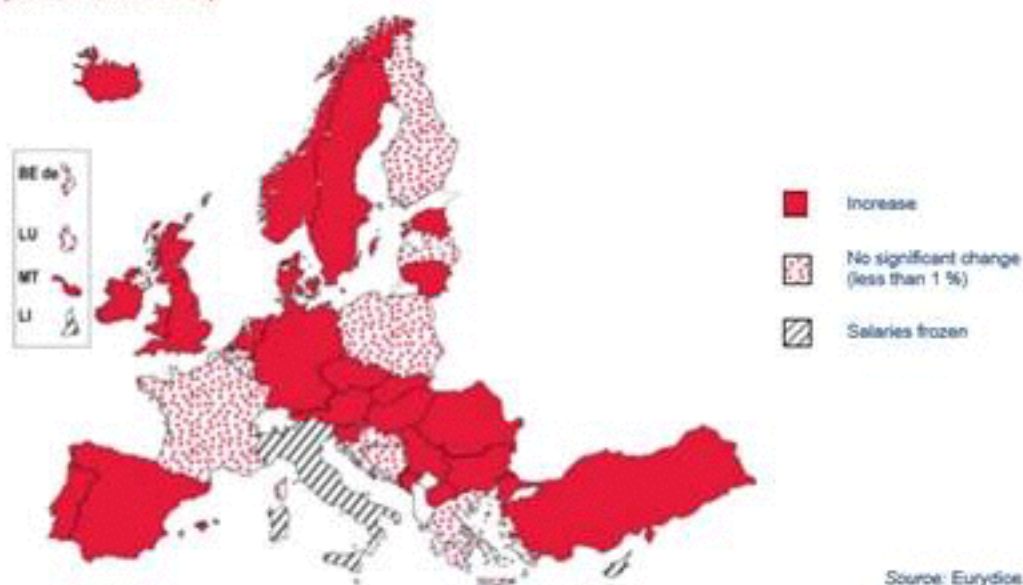 BE de
LU
MT
LI
Increase
No significant change
(less than 1 %)
Salaries frozen
Source: Eurydice